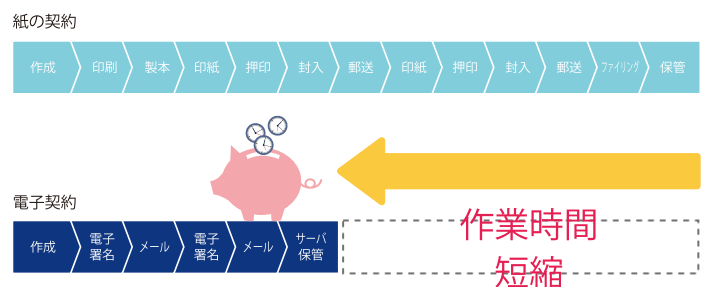 紙の契約
作成 印刷 製本 印紙 押印 封入 郵送 印紙 押印 封入 郵送 ファイリング 保管
電子契約
作成 電子署名 メール 電子署名 メール サーバ保管
作業時間
短縮